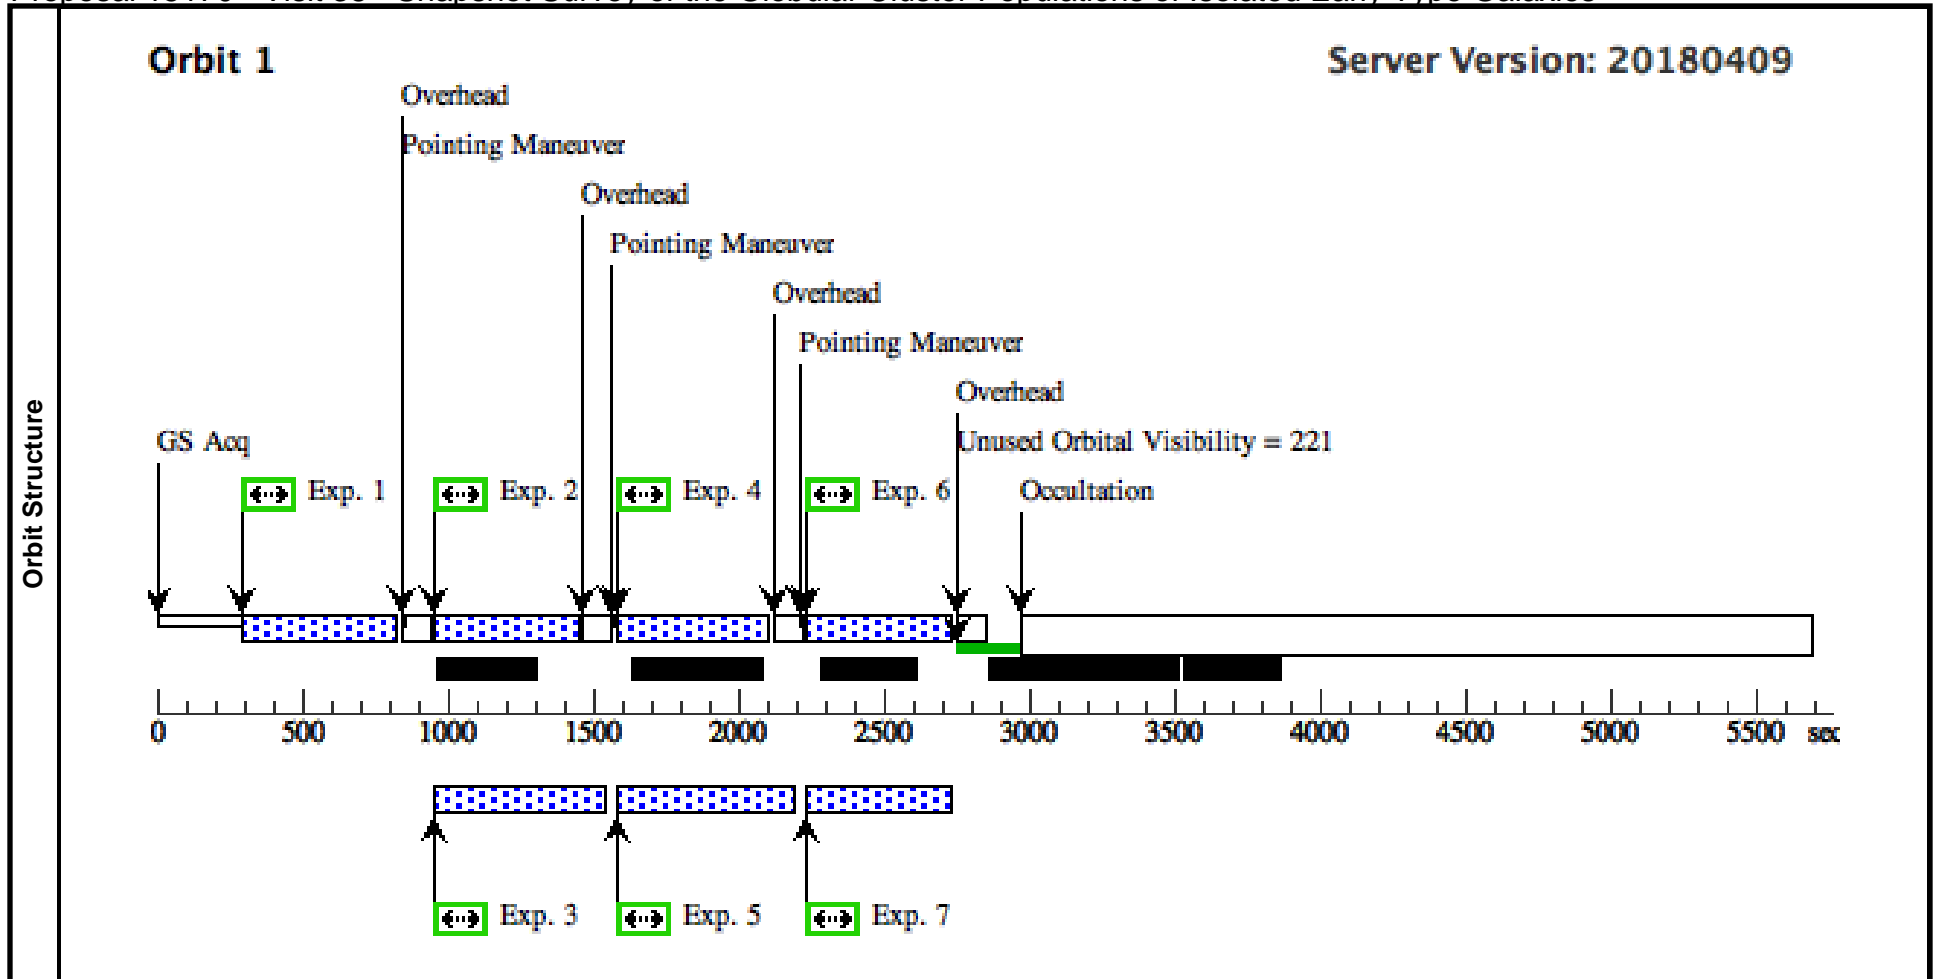 Orbit Structure
Orbit 1
Server Version: 20180409
Overhead
Pointing Maneuver
Overhead
Pointing Maneuver
Overhead
Pointing Maneuver
Overhead
GS Acq
Unused Orbital Visibility = 221
Exp. 1
Exp. 2
Exp. 4
Exp. 6
Occultation
0 500 1000 1500 2000 2500 3000 3500 4000 4500 5000 5500 sec
Exp. 3
Exp. 5
Exp. 7